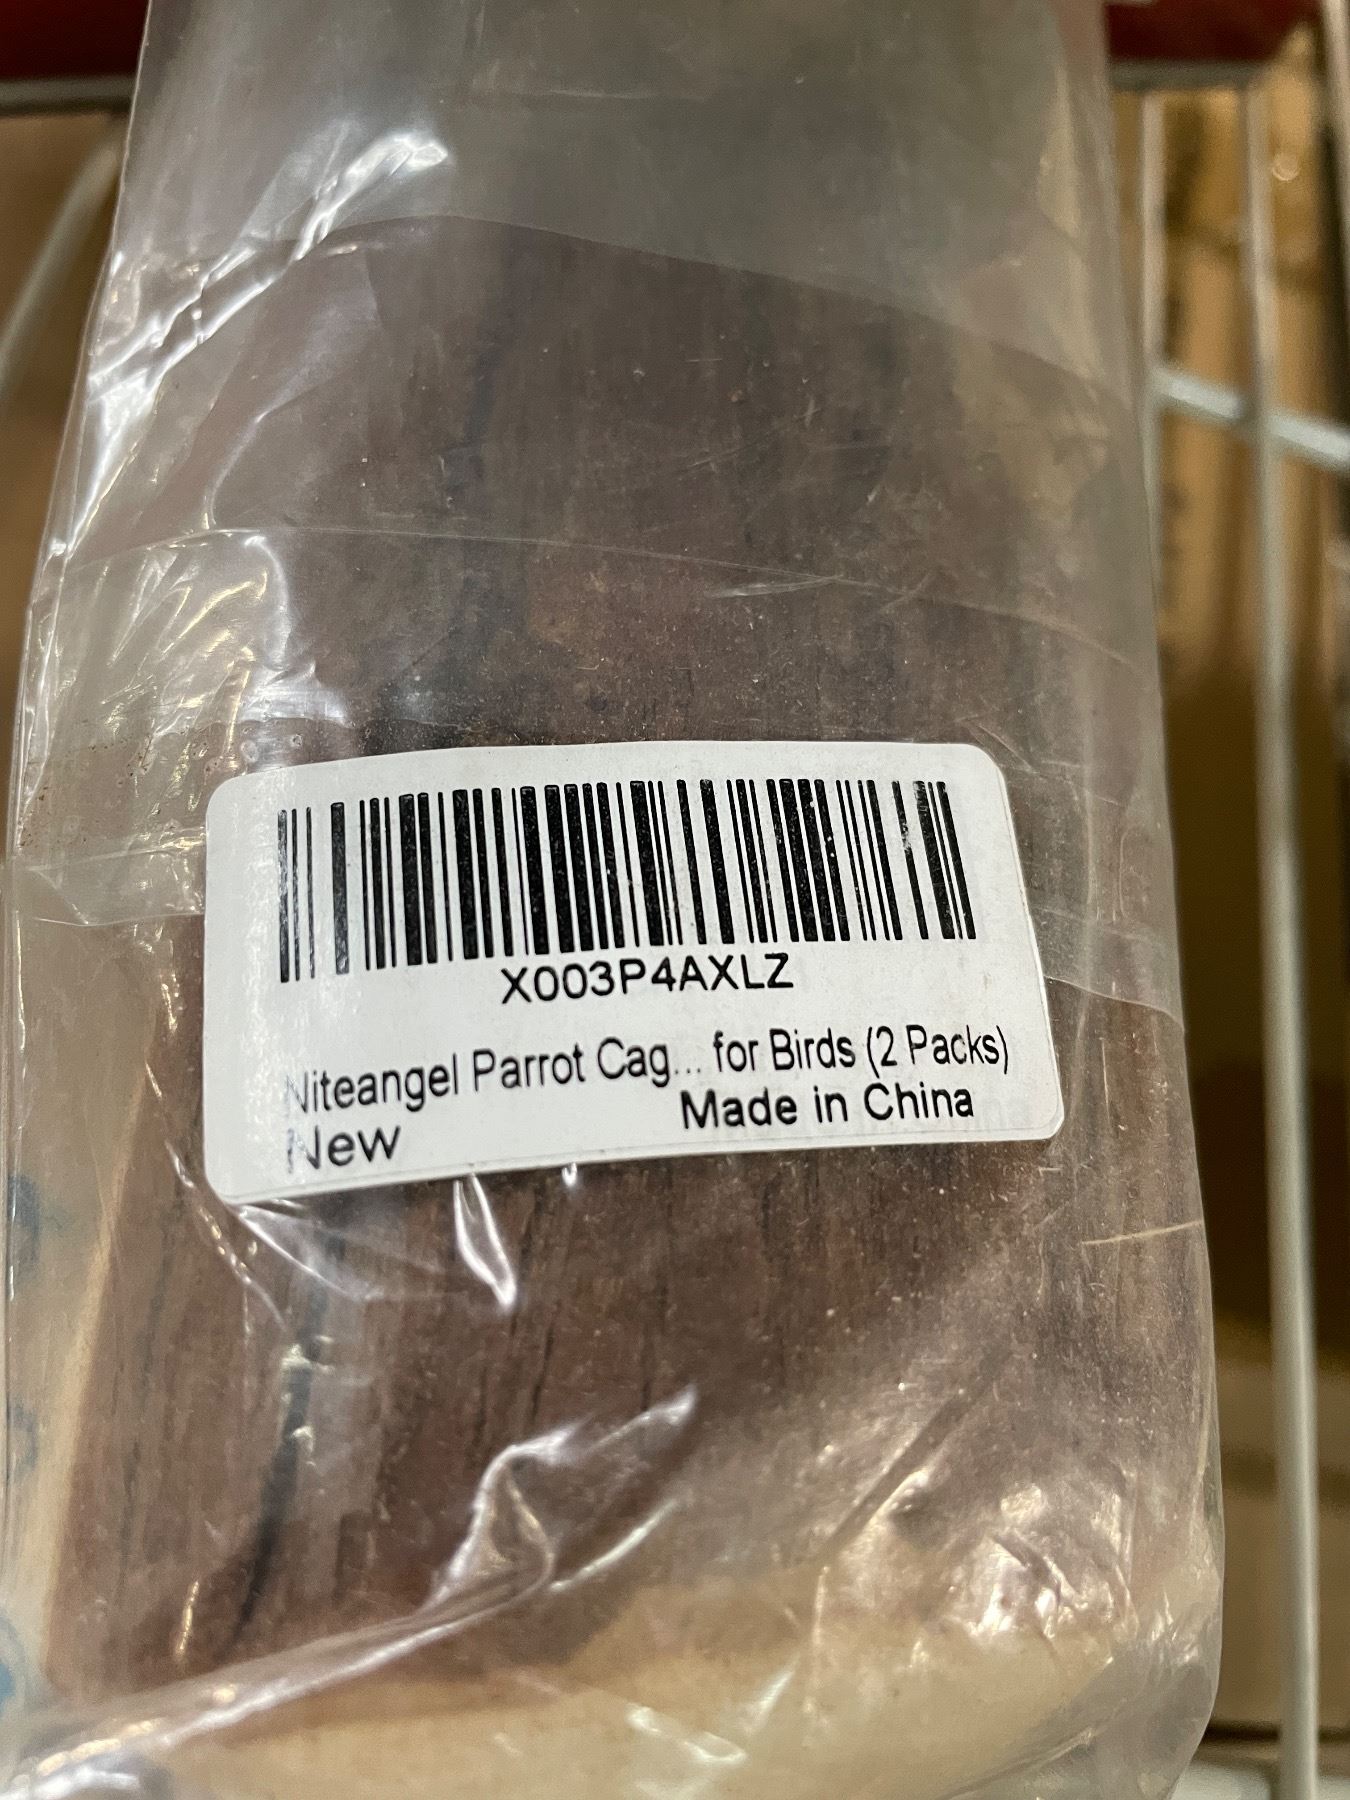 X003P4AXLZ
Niteangel Parrot Cag... for Birds (2 Packs)
Made in China
New